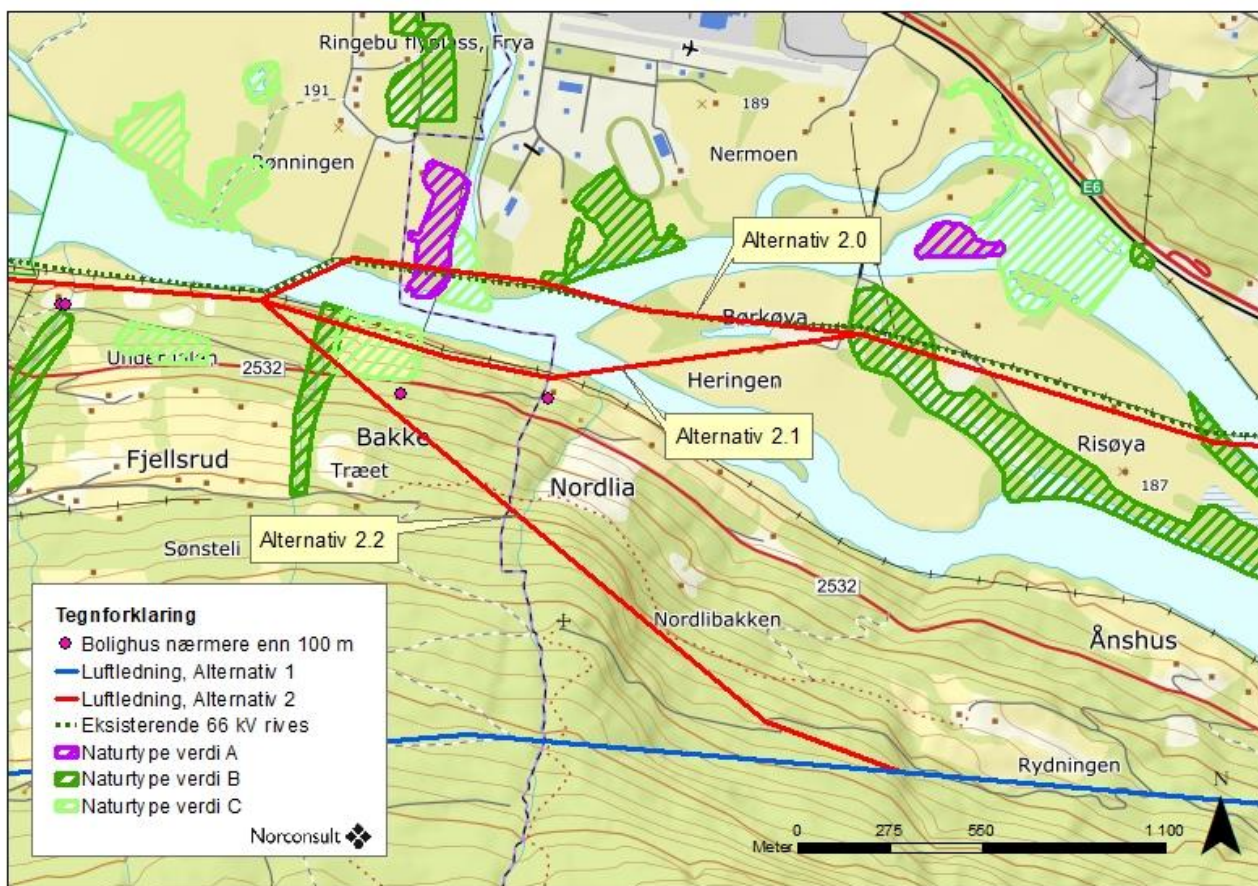 Ringebu flyplass, Frya
191
189
Rønningen
Nermoen
E6
Alternativ 2.0
Børkøya
2532
Heringen
Alternativ 2.1
Bakke
Fjellsrud
Træet
Risøya
187
Nordlia
Alternativ 2.2
Sønsteli
2532
Nordlibakken
Ånshus
Rydningen
Tegnforklaring
Bolighus nærmere enn 100 m
Luftledning, Alternativ 1
Luftledning, Alternativ 2
Eksisterende 66 kV rives
Naturtype verdi A
Naturtype verdi B
Naturtype verdi C
Norconsult
N
0 275 550 1 100
Meter